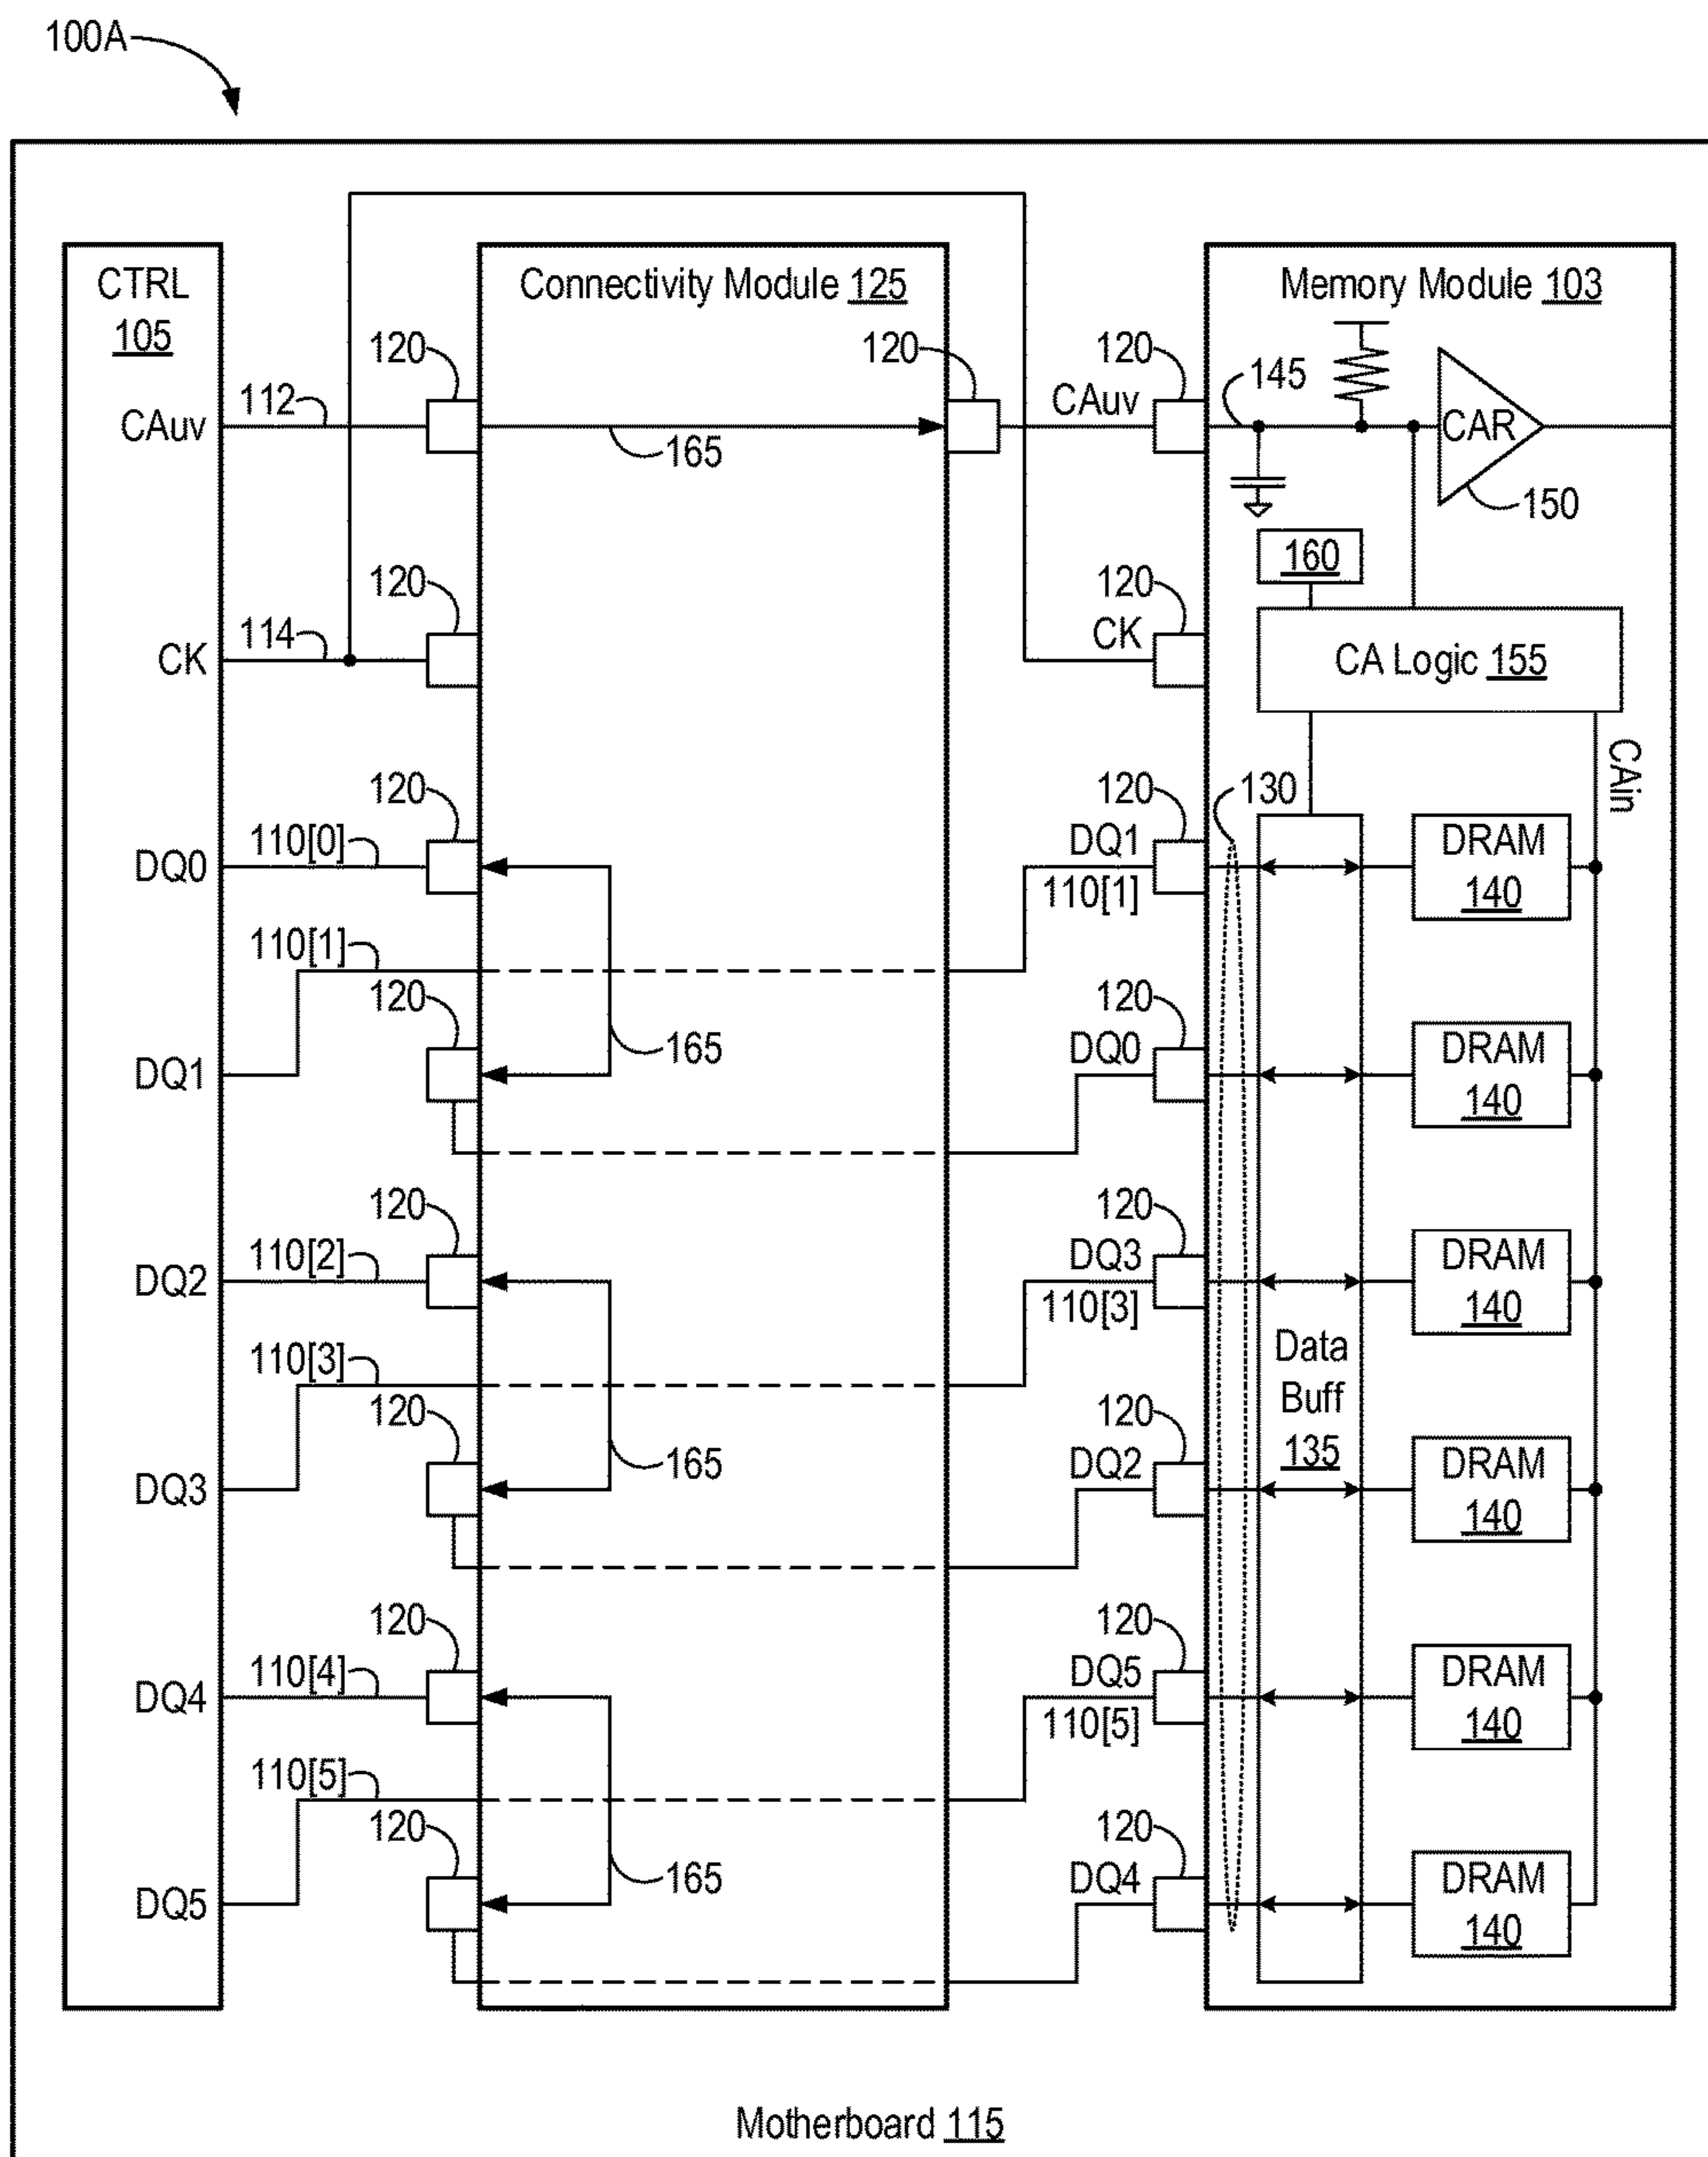 100A
CTRL
105
Connectivity Module 125
Memory Module 103
120
120
120
145
CAuv
112
165
CAuv
CAR
150
160
120
120
CK
114
CK
CA Logic 155
CAin
120
120
130
DQ0
110[0]
DQ1
110[1]
DRAM
140
110[1]
120
120
DQ1
165
DQ0
DRAM
140
120
120
DQ2
110[2]
DQ3
110[3]
DRAM
140
110[3]
Data
Buff
135
120
120
DQ3
165
DQ2
DRAM
140
120
120
DQ4
110[4]
DQ5
110[5]
DRAM
140
110[5]
120
120
DQ5
165
DQ4
DRAM
140
Motherboard 115